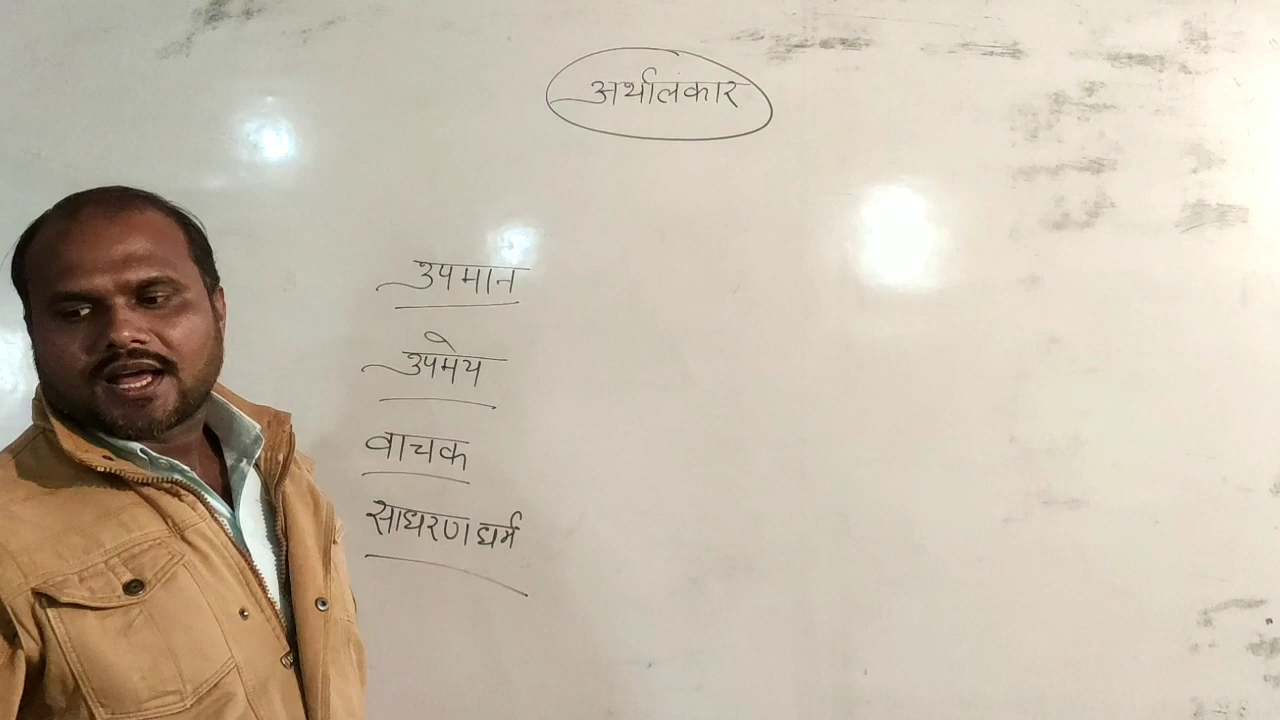 अर्थालंकार
उपमान
उपमेय
वाचक
साधरण धर्म